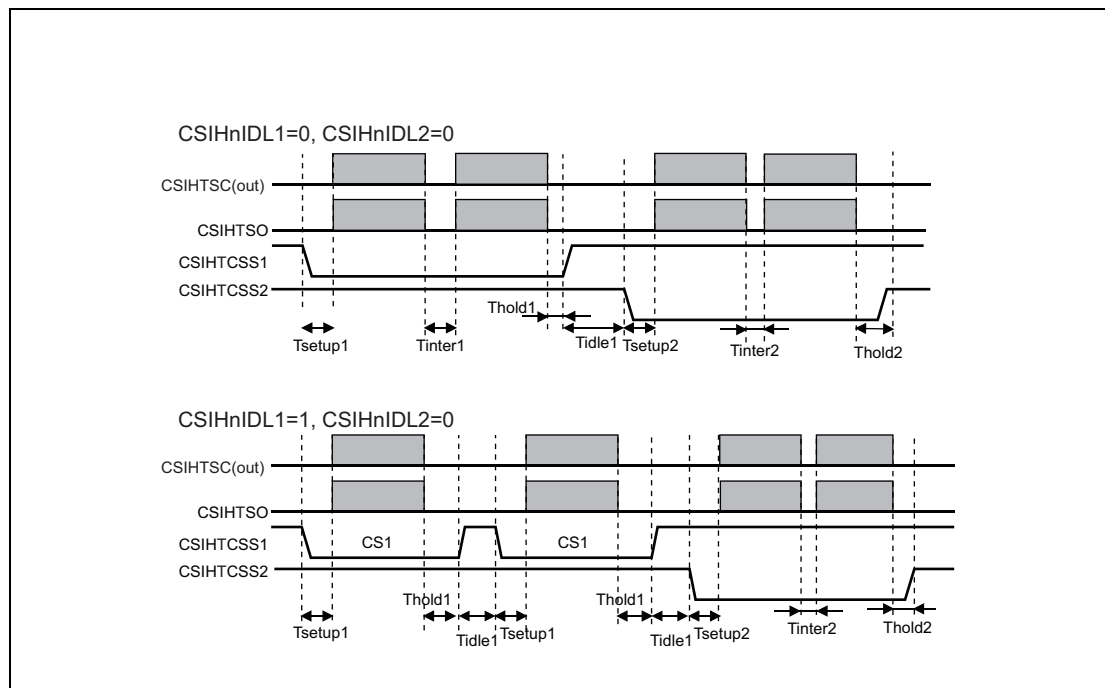 CSIHnIDL1=0, CSIHnIDL2=0
CSIHTSC(out)
CSIHTSO
CSIHTCSS1
CSIHTCSS2
Thold1
Tsetup1
Tinter1
Tidle1
Tsetup2
Tinter2
Thold2
CSIHnIDL1=1, CSIHnIDL2=0
CSIHTSC(out)
CSIHTSO
CSIHTCSS1
CS1
CS1
CSIHTCSS2
Thold1
Thold1
Tsetup1
Tidle1
Tsetup1
Tidle1
Tsetup2
Tinter2
Thold2